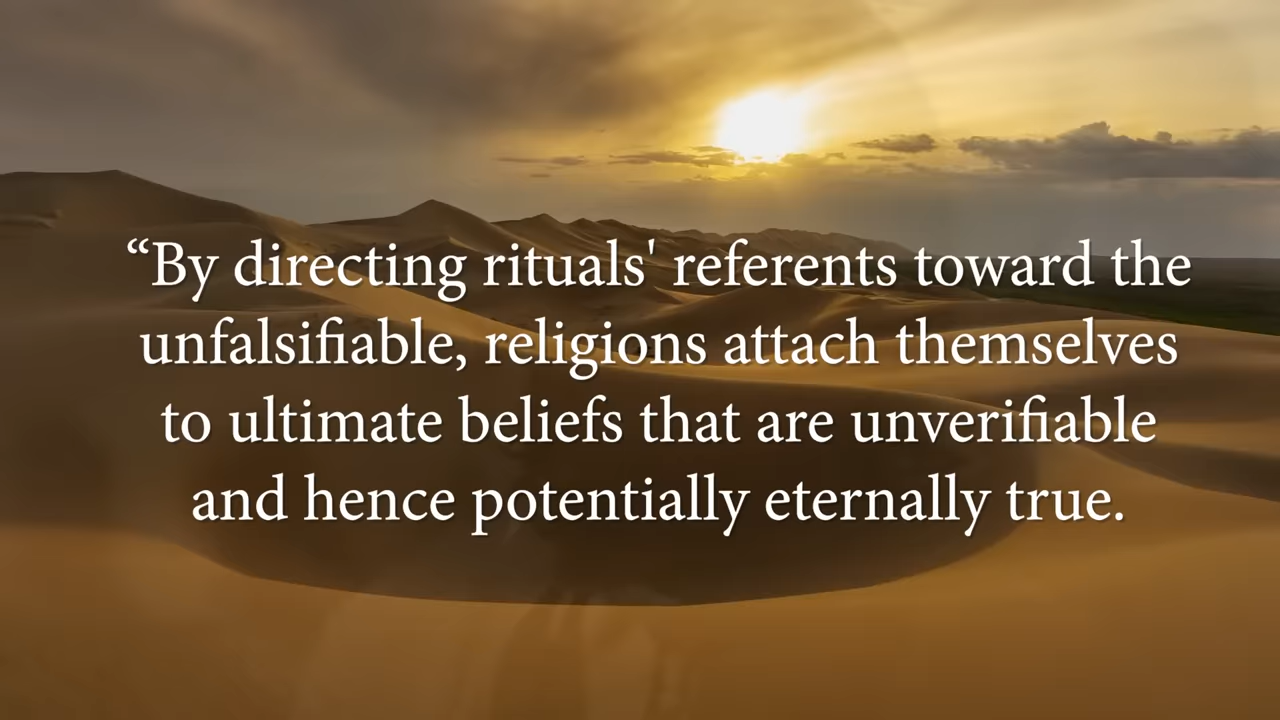 “By directing rituals' referents toward the
unfalsifiable, religions attach themselves
to ultimate beliefs that are unverifiable
and hence potentially eternally true.